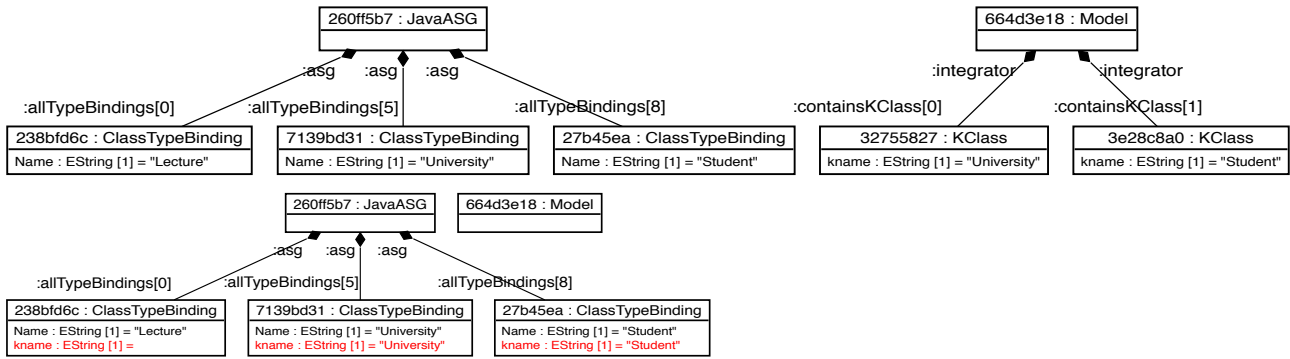 260ff5b7 : JavaASG
664d3e18 : Model
:asg :asg :asg
:integrator :integrator
:allTypeBindings[0] :allTypeBindings[5] :allTypeBindings[8]
:containsKClass[0] :containsKClass[1]
238bfd6c : ClassTypeBinding
Name : EString [1] = "Lecture"
7139bd31 : ClassTypeBinding
Name : EString [1] = "University"
27b45ea : ClassTypeBinding
Name : EString [1] = "Student"
32755827 : KClass
kname : EString [1] = "University"
3e28c8a0 : KClass
kname : EString [1] = "Student"
260ff5b7 : JavaASG
664d3e18 : Model
:asg :asg :asg
:allTypeBindings[0] :allTypeBindings[5] :allTypeBindings[8]
238bfd6c : ClassTypeBinding
Name : EString [1] = "Lecture"
kname : EString [1] =
7139bd31 : ClassTypeBinding
Name : EString [1] = "University"
kname : EString [1] = "University"
27b45ea : ClassTypeBinding
Name : EString [1] = "Student"
kname : EString [1] = "Student"